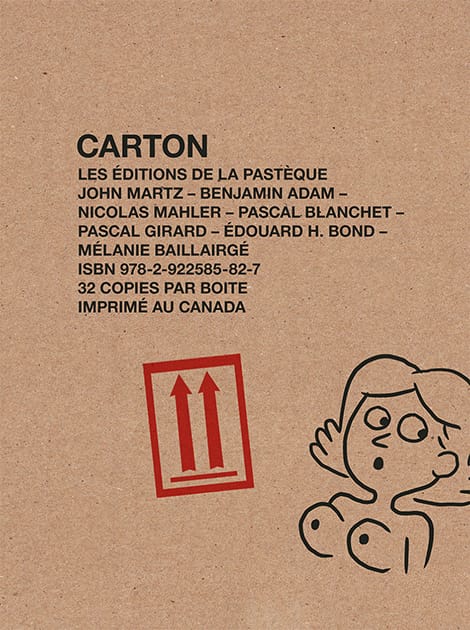 CARTON
LES ÉDITIONS DE LA PASTÈQUE
JOHN MARTZ – BENJAMIN ADAM –
NICOLAS MAHLER – PASCAL BLANCHET –
PASCAL GIRARD – ÉDOUARD H. BOND –
MÉLANIE BAILLAIRGÉ
ISBN 978-2-922585-82-7
32 COPIES PAR BOITE
IMPRIMÉ AU CANADA